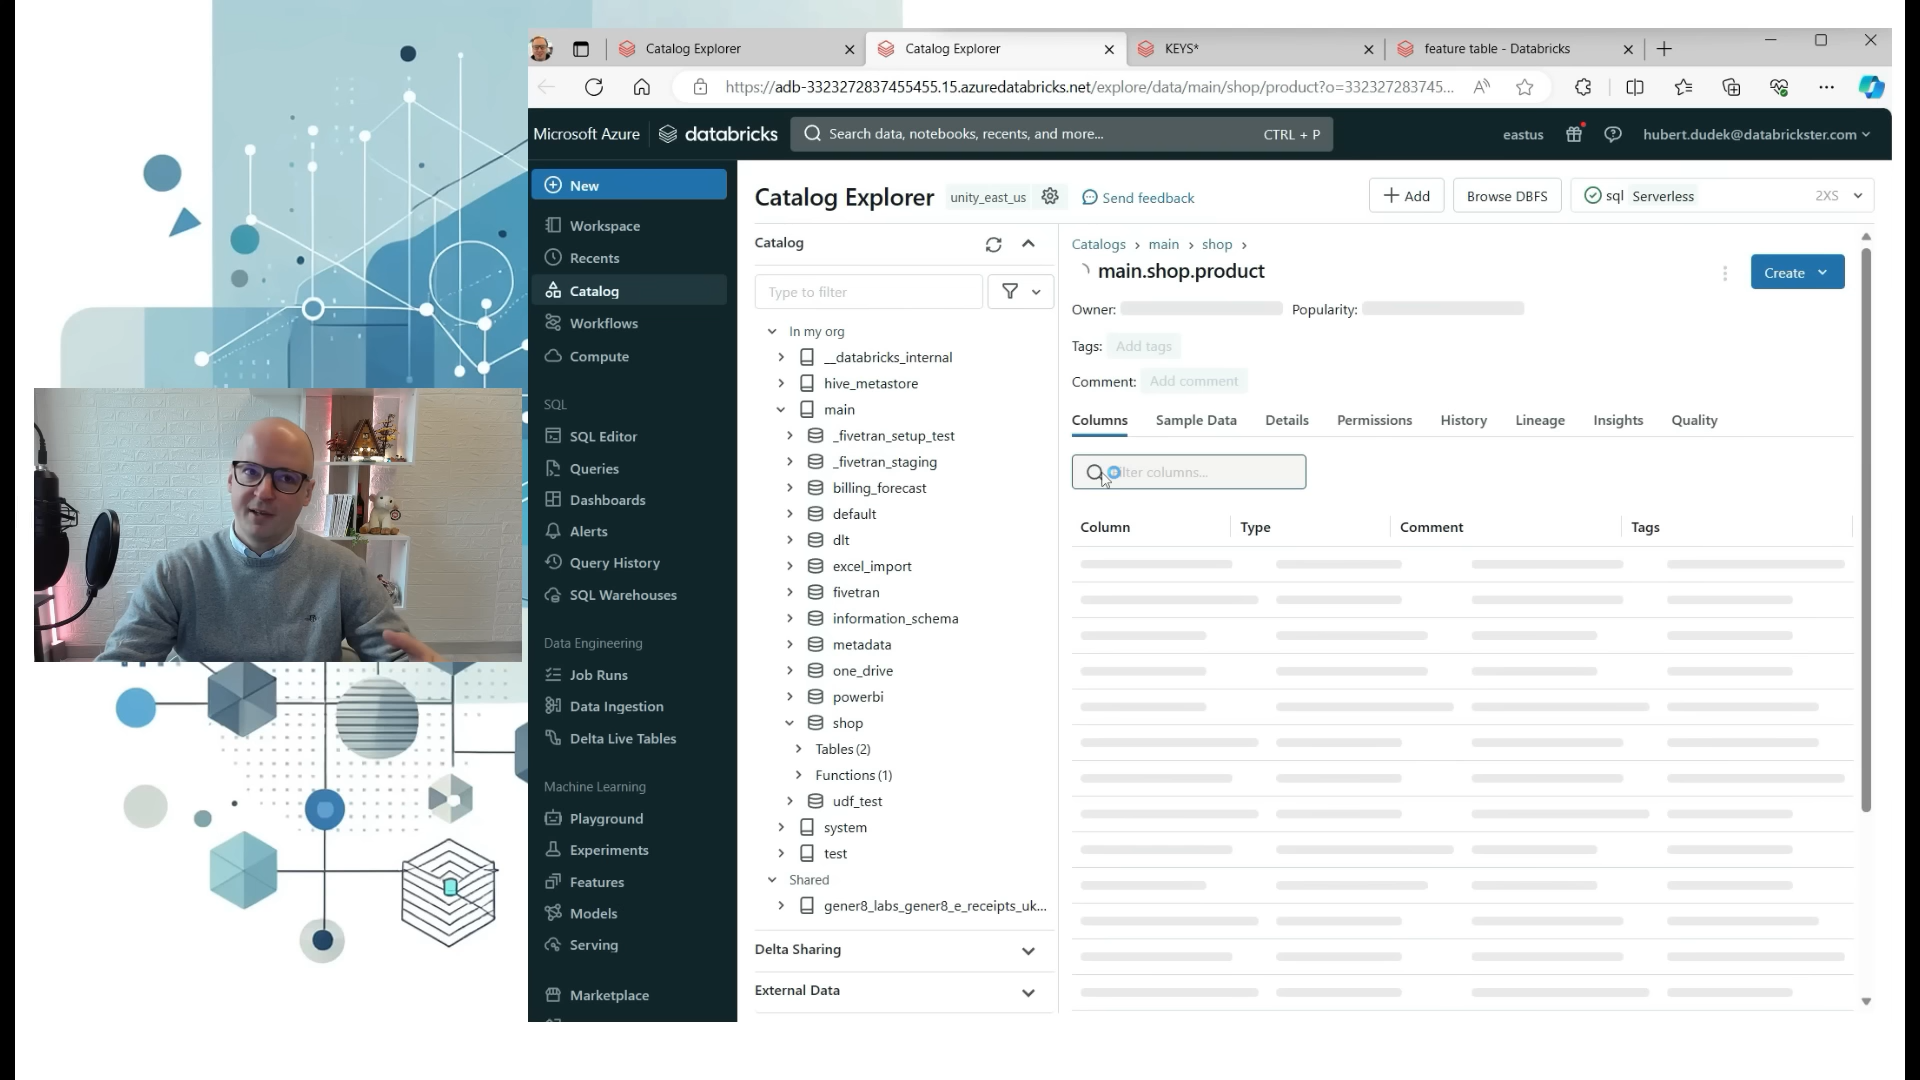 Catalog Explorer
Catalog Explorer
KEYS*
feature table - Databricks
https://adb-3323272837455455.15.azuredatabricks.net/explore/data/main/shop/product?o=332327283745...
Microsoft Azure
databricks
Search data, notebooks, recents, and more...
CTRL + P
eastus
hubert.dudek@databrickster.com
New
Workspace
Recents
Catalog
Workflows
Compute
SQL
SQL Editor
Queries
Dashboards
Alerts
Query History
SQL Warehouses
Data Engineering
Job Runs
Data Ingestion
Delta Live Tables
Machine Learning
Playground
Experiments
Features
Models
Serving
Marketplace
Catalog Explorer
unity_east_us
Send feedback
Add
Browse DBFS
sql Serverless
2XS
Catalog
Type to filter
In my org
__databricks_internal
hive_metastore
main
_fivetran_setup_test
_fivetran_staging
billing_forecast
default
dlt
excel_import
fivetran
information_schema
metadata
one_drive
powerbi
shop
Tables (2)
Functions (1)
udf_test
system
test
Shared
gener8_labs_gener8_e_receipts_uk...
Delta Sharing
External Data
Catalogs › main › shop ›
main.shop.product
Create
Owner:
Popularity:
Tags: Add tags
Comment: Add comment
Columns
Sample Data
Details
Permissions
History
Lineage
Insights
Quality
columns...
Column
Type
Comment
Tags